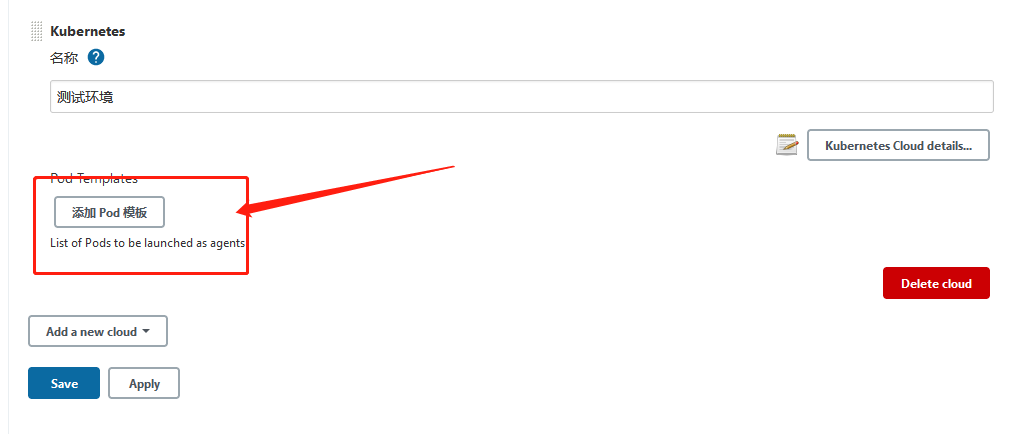 Kubernetes
名称 ?
测试环境
Kubernetes Cloud details...
Pod Templates
添加 Pod 模板
List of Pods to be launched as agents
Delete cloud
Add a new cloud
Save Apply